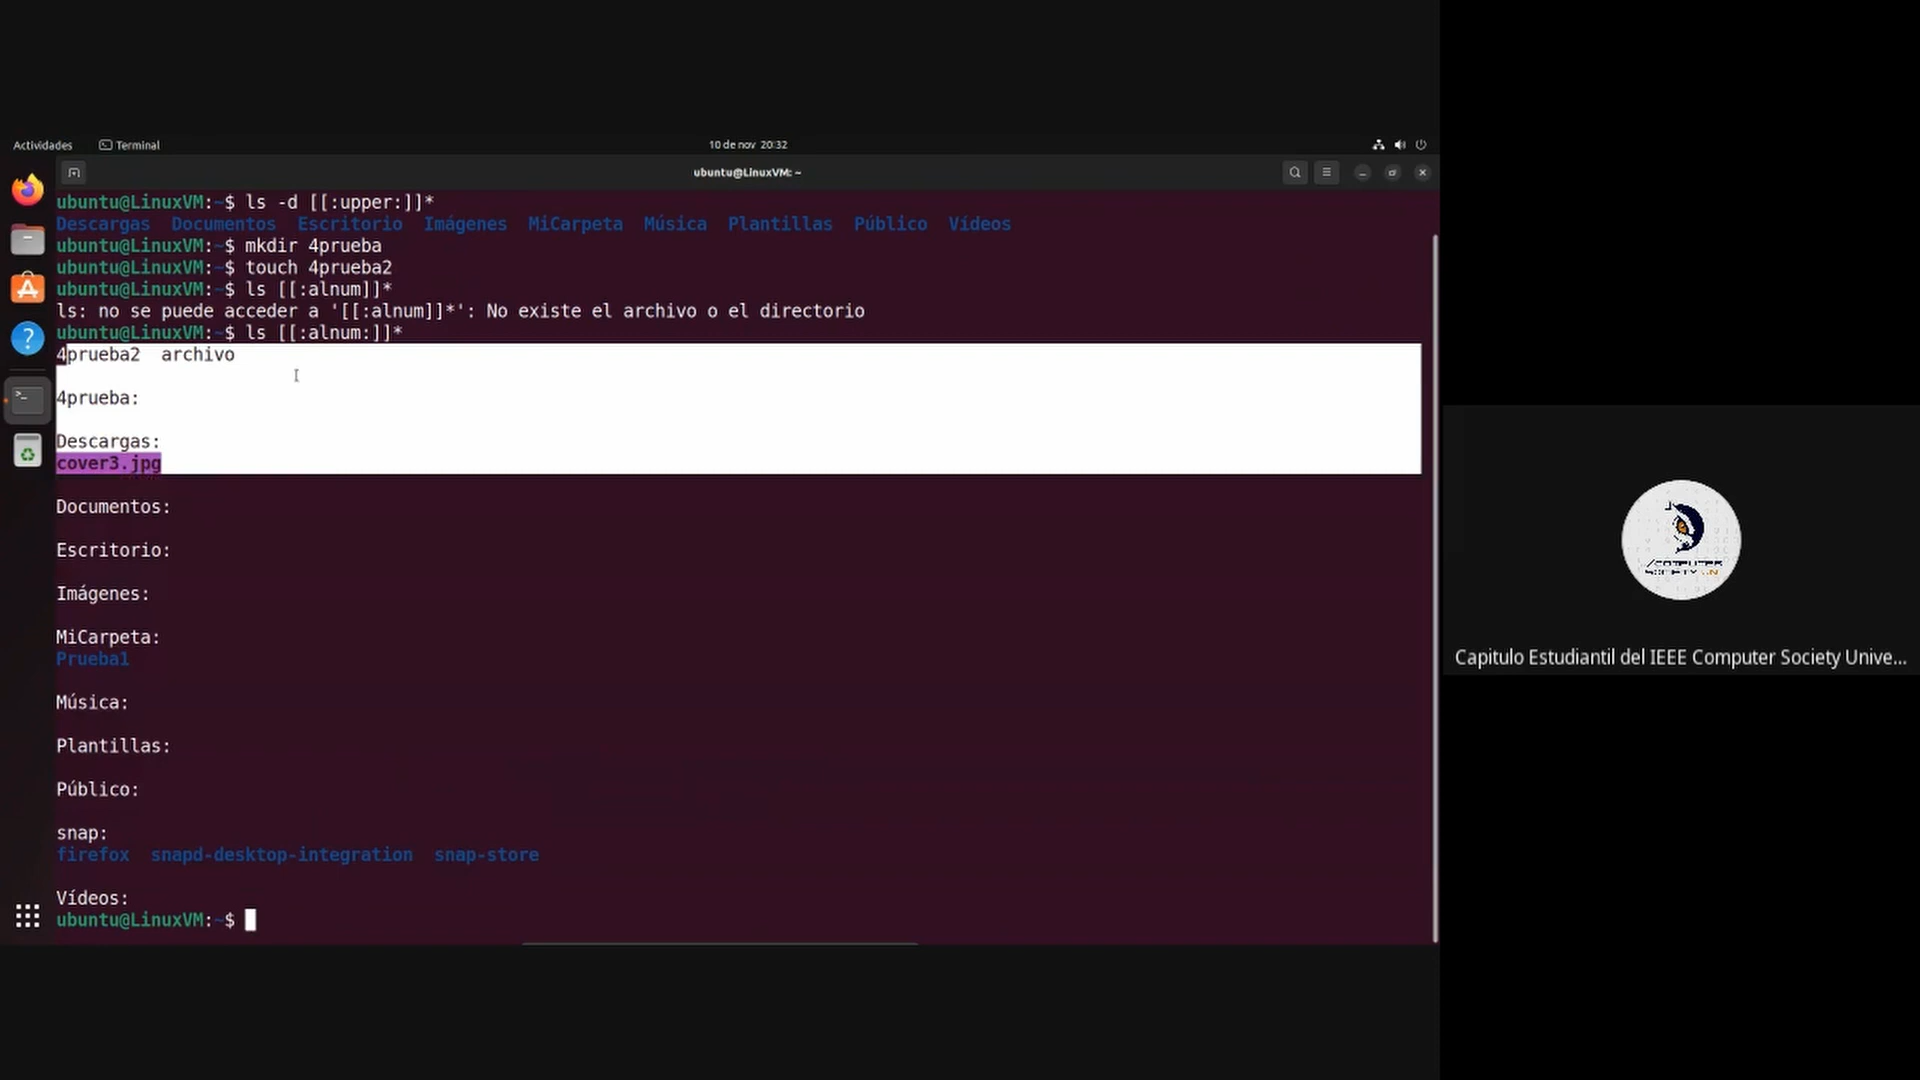 Actividades Terminal 10 de nov 20:32
ubuntu@LinuxVM: ~
ubuntu@LinuxVM:~$ ls -d [[:upper:]]*
Descargas Documentos Escritorio Imágenes MiCarpeta Música Plantillas Público Vídeos
ubuntu@LinuxVM:~$ mkdir 4prueba
ubuntu@LinuxVM:~$ touch 4prueba2
ubuntu@LinuxVM:~$ ls [[:alnum]]*
ls: no se puede acceder a '[[:alnum]]*': No existe el archivo o el directorio
ubuntu@LinuxVM:~$ ls [[:alnum:]]*
4prueba2 archivo
4prueba:
Descargas:
cover3.jpg
Documentos:
Escritorio:
Imágenes:
MiCarpeta:
Prueba1
Música:
Plantillas:
Público:
snap:
firefox snapd-desktop-integration snap-store
Vídeos:
ubuntu@LinuxVM:~$
COMPUTER
SOCIETY
Capitulo Estudiantil del IEEE Computer Society Unive...